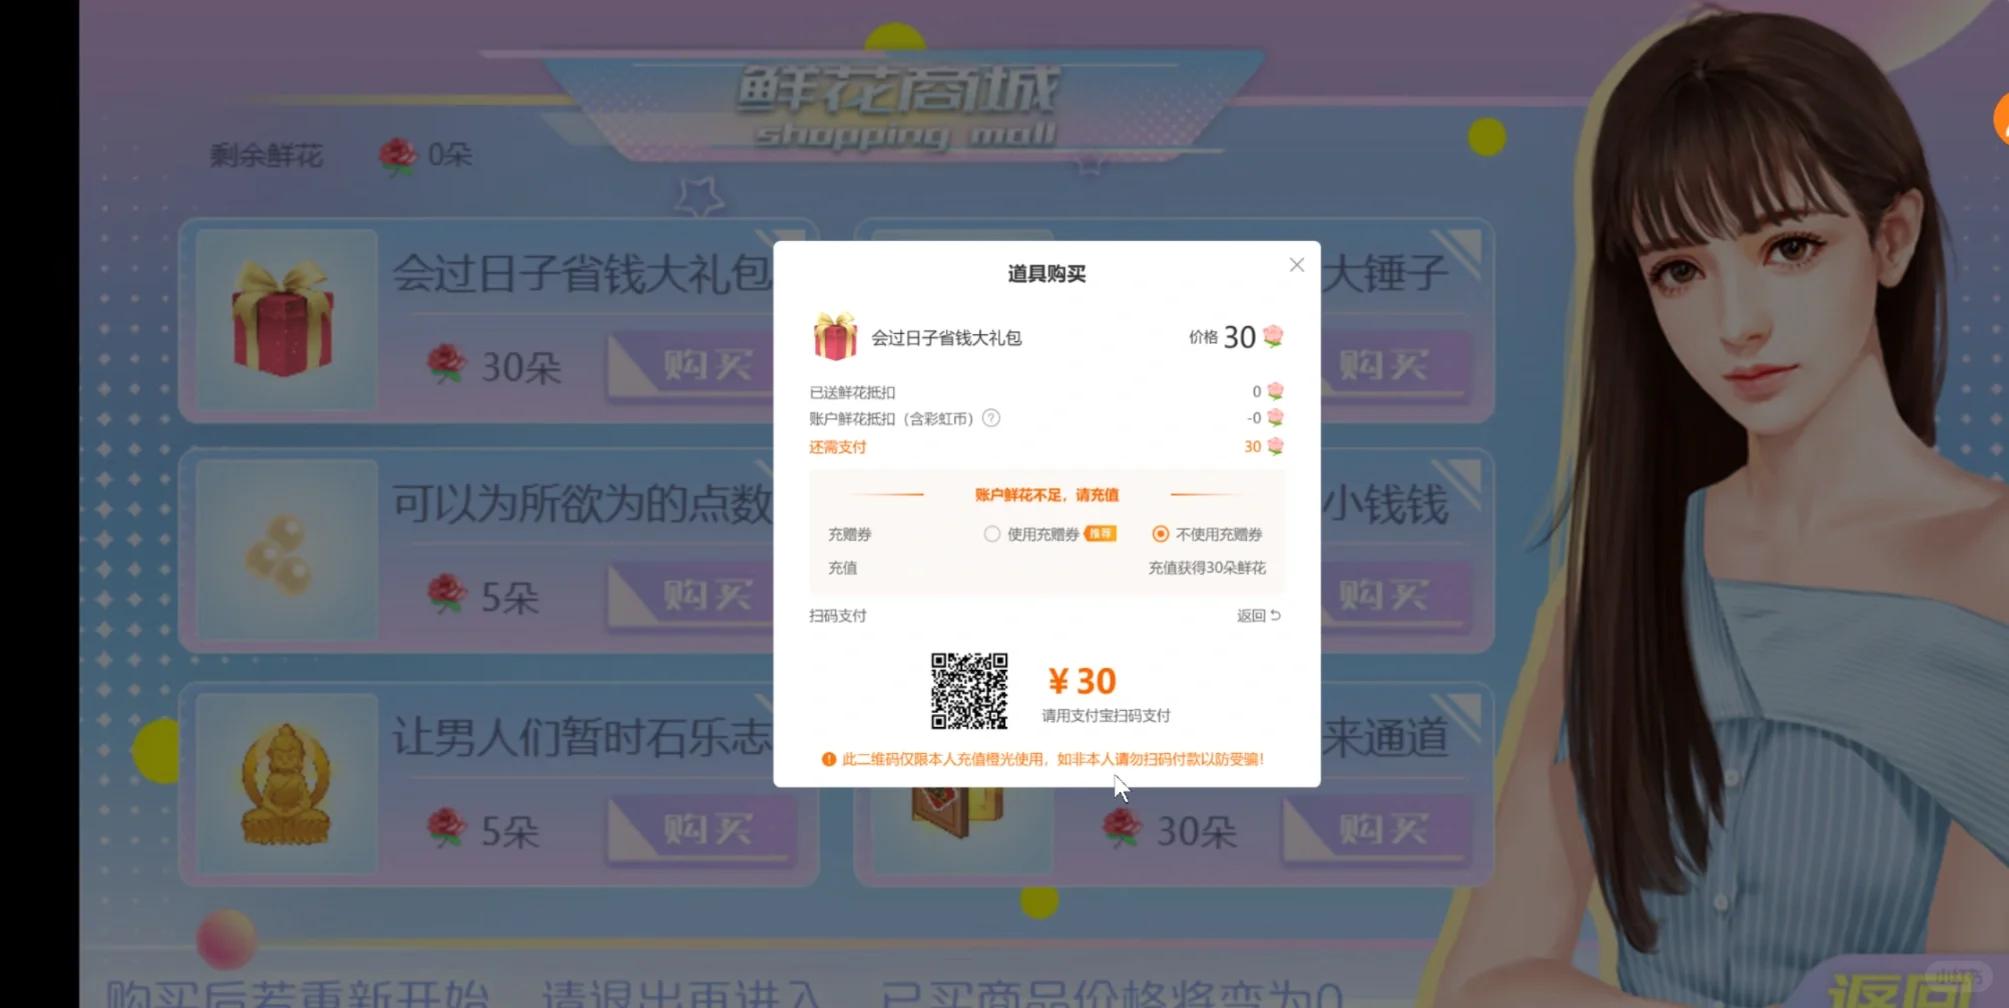 鲜花商城
shopping mall
剩余鲜花 0朵
会过日子省钱大礼包
30朵 购买
大锤子
购买
可以为所欲为的点数
5朵 购买
小钱钱
购买
让男人们暂时石乐志
5朵 购买
来通道
30朵 购买
道具购买
会过日子省钱大礼包 价格 30
已送鲜花抵扣 0
账户鲜花抵扣（含彩虹币） ? -0
还需支付 30
账户鲜花不足，请充值
充赠券 使用充赠券 推荐 不使用充赠券
充值 充值获得30朵鲜花
扫码支付 返回
¥30
请用支付宝扫码支付
此二维码仅限本人充值橙光使用，如非本人请勿扫码付款以防受骗！
购买后若重新开始，请退出再进入，已买商品价格将变为0
返回
小红书